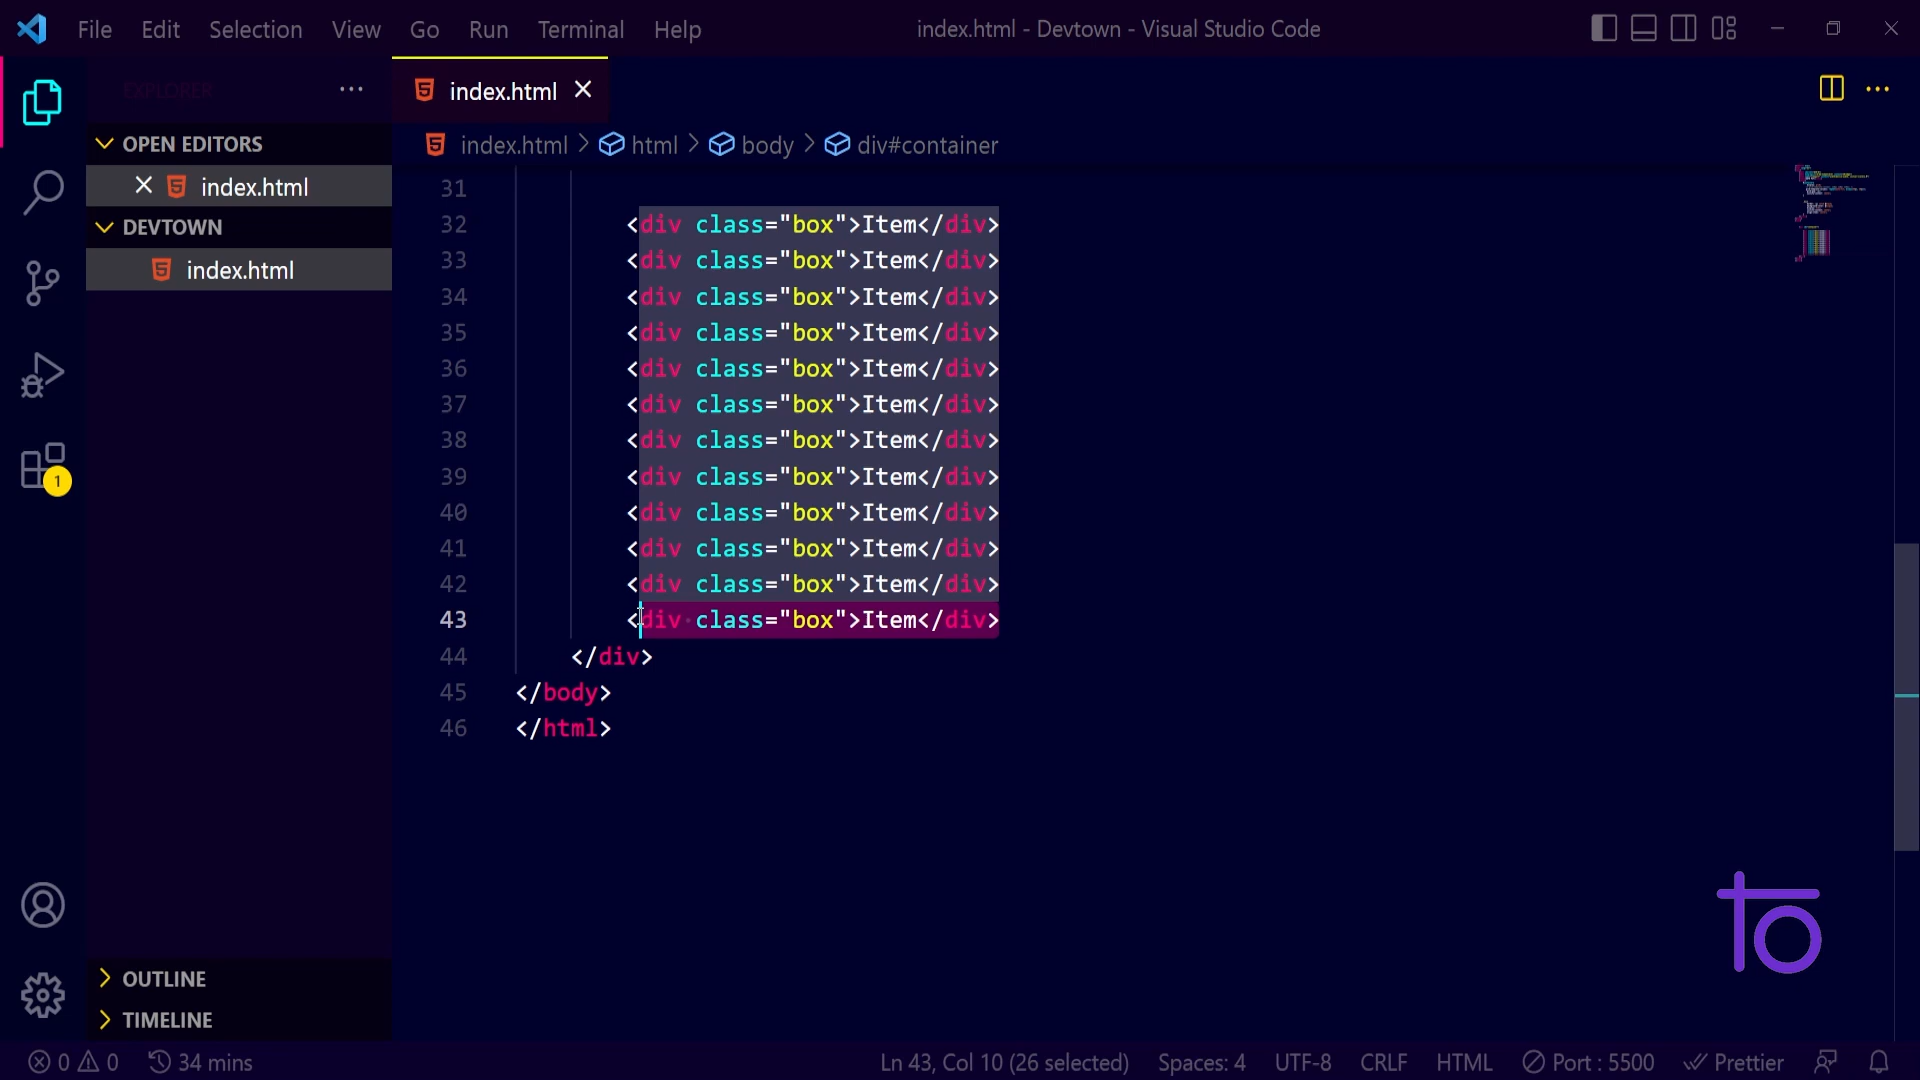 File Edit Selection View Go Run Terminal Help
index.html - Devtown - Visual Studio Code
EXPLORER
index.html
OPEN EDITORS
index.html > html > body > div#container
index.html
DEVTOWN
index.html
31
32 <div class="box">Item</div>
33 <div class="box">Item</div>
34 <div class="box">Item</div>
35 <div class="box">Item</div>
36 <div class="box">Item</div>
37 <div class="box">Item</div>
38 <div class="box">Item</div>
39 <div class="box">Item</div>
40 <div class="box">Item</div>
41 <div class="box">Item</div>
42 <div class="box">Item</div>
43 <div class="box">Item</div>
44 </div>
45 </body>
46 </html>
1
OUTLINE
TIMELINE
0 0 34 mins Ln 43, Col 10 (26 selected) Spaces: 4 UTF-8 CRLF HTML Port : 5500 Prettier